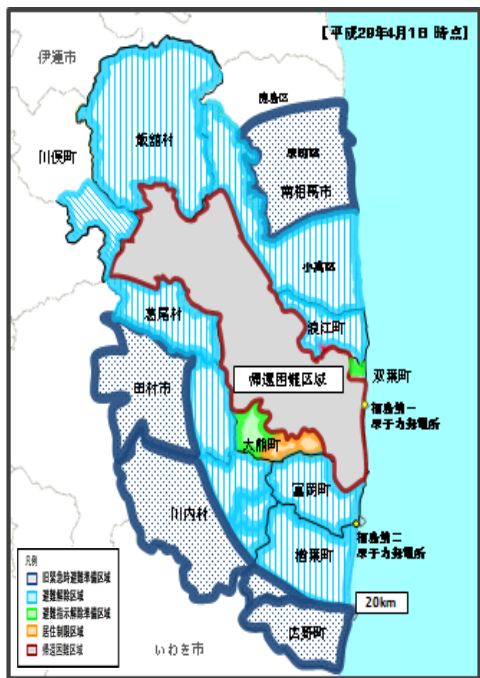 【平成29年4月1日 時点】
伊達市
鹿島区
川俣町
飯舘村
原町区
南相馬市
小高区
葛尾村
浪江町
帰還困難区域
双葉町
田村市
福島第一
原子力発電所
大熊町
富岡町
川内村
福島第二
原子力発電所
楢葉町
凡例
旧緊急時避難準備区域
避難解除区域
避難指示解除準備区域
居住制限区域
帰還困難区域
20km
広野町
いわき市